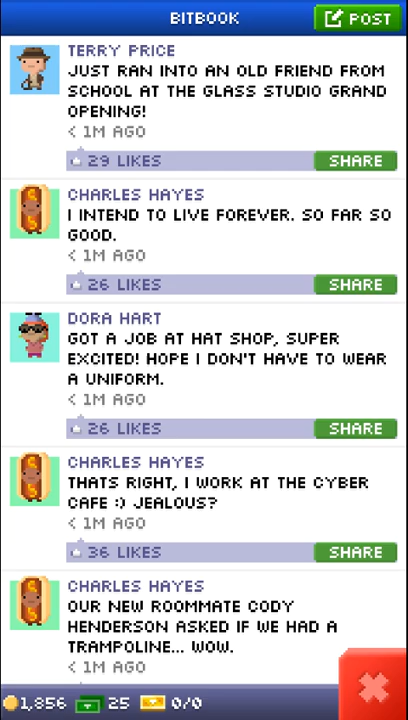 BITBOOK
POST
TERRY PRICE
JUST RAN INTO AN OLD FRIEND FROM
SCHOOL AT THE GLASS STUDIO GRAND
OPENING!
< 1M AGO
29 LIKES
SHARE
CHARLES HAYES
I INTEND TO LIVE FOREVER. SO FAR SO
GOOD.
< 1M AGO
26 LIKES
SHARE
DORA HART
GOT A JOB AT HAT SHOP, SUPER
EXCITED! HOPE I DON'T HAVE TO WEAR
A UNIFORM.
< 1M AGO
26 LIKES
SHARE
CHARLES HAYES
THATS RIGHT, I WORK AT THE CYBER
CAFE :) JEALOUS?
< 1M AGO
36 LIKES
SHARE
CHARLES HAYES
OUR NEW ROOMMATE CODY
HENDERSON ASKED IF WE HAD A
TRAMPOLINE... WOW.
< 1M AGO
1,856 25 0/0